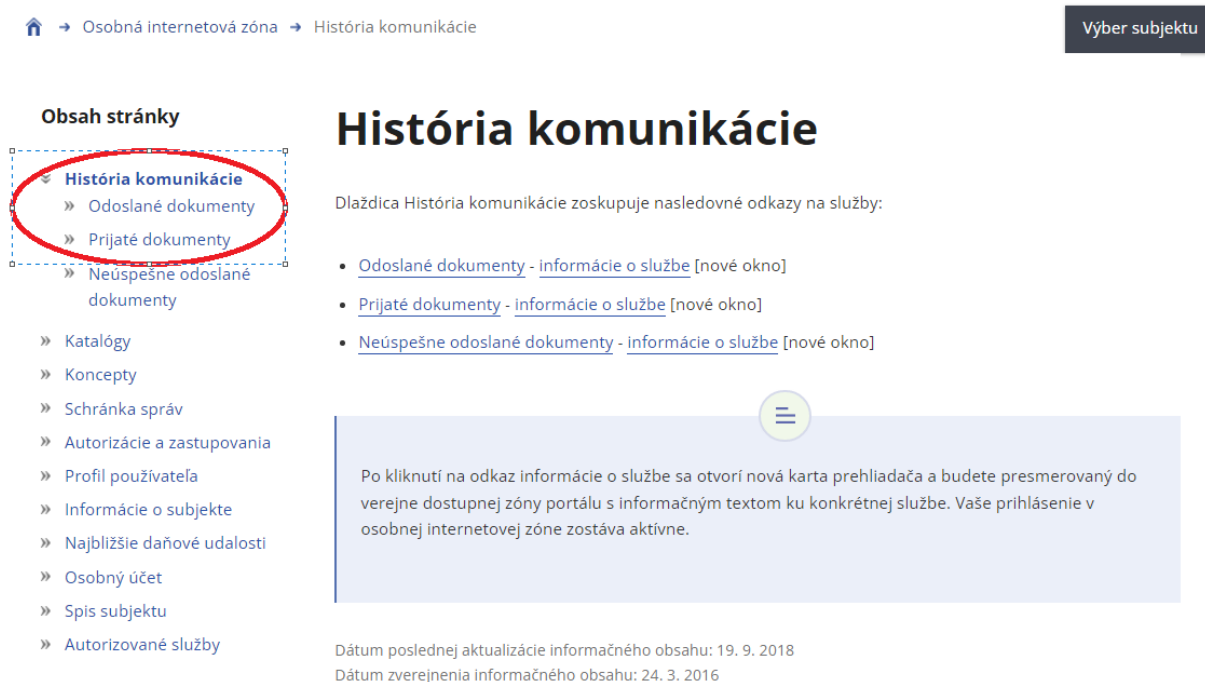 Osobná internetová zóna
História komunikácie
Výber subjektu
Obsah stránky
História komunikácie
Odoslané dokumenty
Prijaté dokumenty
Neúspešne odoslané
dokumenty
Katalógy
Koncepty
Schránka správ
Autorizácie a zastupovania
Profil používateľa
Informácie o subjekte
Najbližšie daňové udalosti
Osobný účet
Spis subjektu
Autorizované služby
História komunikácie
Dlaždica História komunikácie zoskupuje nasledovné odkazy na služby:
Odoslané dokumenty - informácie o službe [nové okno]
Prijaté dokumenty - informácie o službe [nové okno]
Neúspešne odoslané dokumenty - informácie o službe [nové okno]
Po kliknutí na odkaz informácie o službe sa otvorí nová karta prehliadača a budete presmerovaný do
verejne dostupnej zóny portálu s informačným textom ku konkrétnej službe. Vaše prihlásenie v
osobnej internetovej zóne zostáva aktívne.
Dátum poslednej aktualizácie informačného obsahu: 19. 9. 2018
Dátum zverejnenia informačného obsahu: 24. 3. 2016